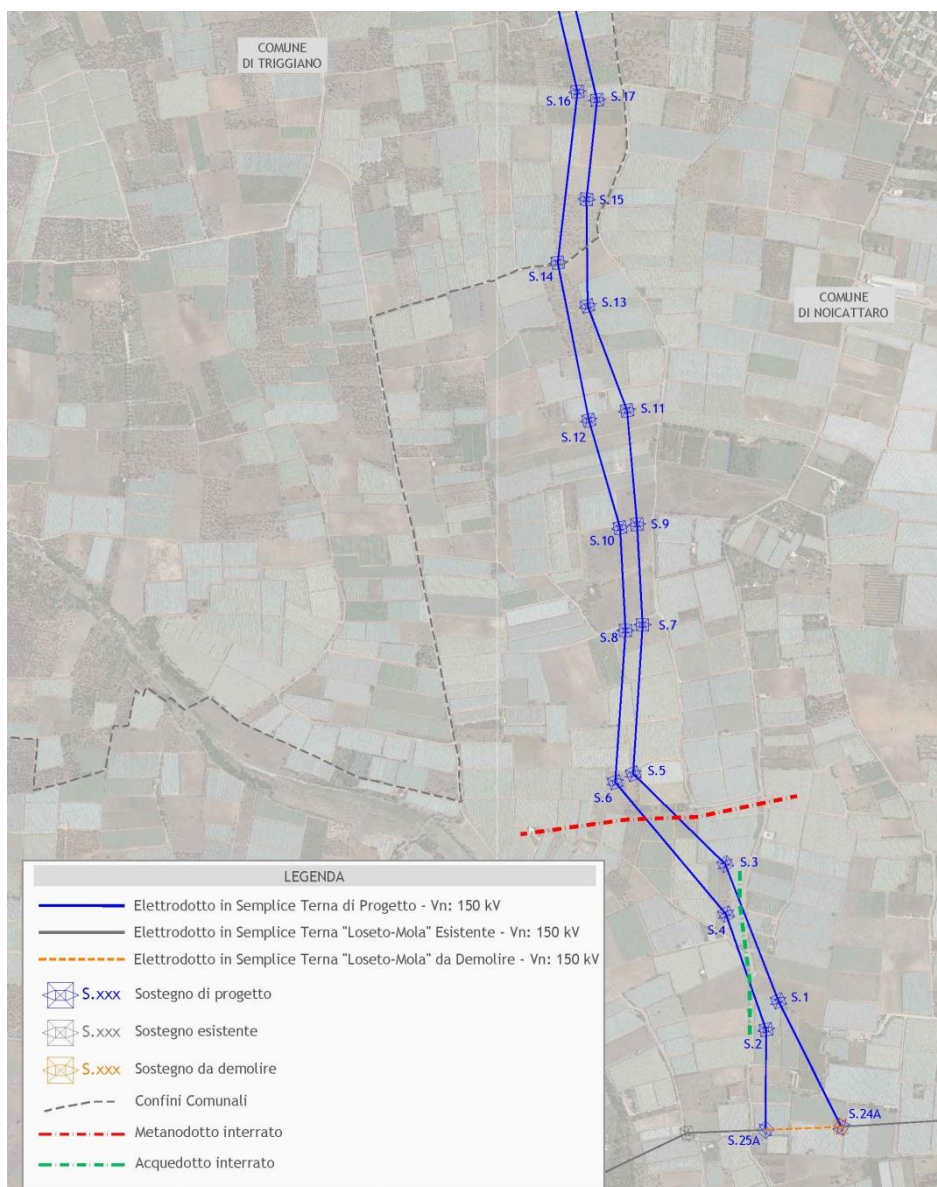 COMUNE
DI TRIGGIANO
S.16
S.17
S.15
S.14
COMUNE
DI NOICATTARO
S.13
S.11
S.12
S.9
S.10
S.7
S.8
S.5
S.6
S.3
S.4
S.1
S.2
S.24A
S.25A
LEGENDA
Elettrodotto in Semplice Terna di Progetto - Vn: 150 kV
Elettrodotto in Semplice Terna "Loseto-Mola" Esistente - Vn: 150 kV
Elettrodotto in Semplice Terna "Loseto-Mola" da Demolire - Vn: 150 kV
S.xxx Sostegno di progetto
S.xxx Sostegno esistente
S.xxx Sostegno da demolire
Confini Comunali
Metanodotto interrato
Acquedotto interrato